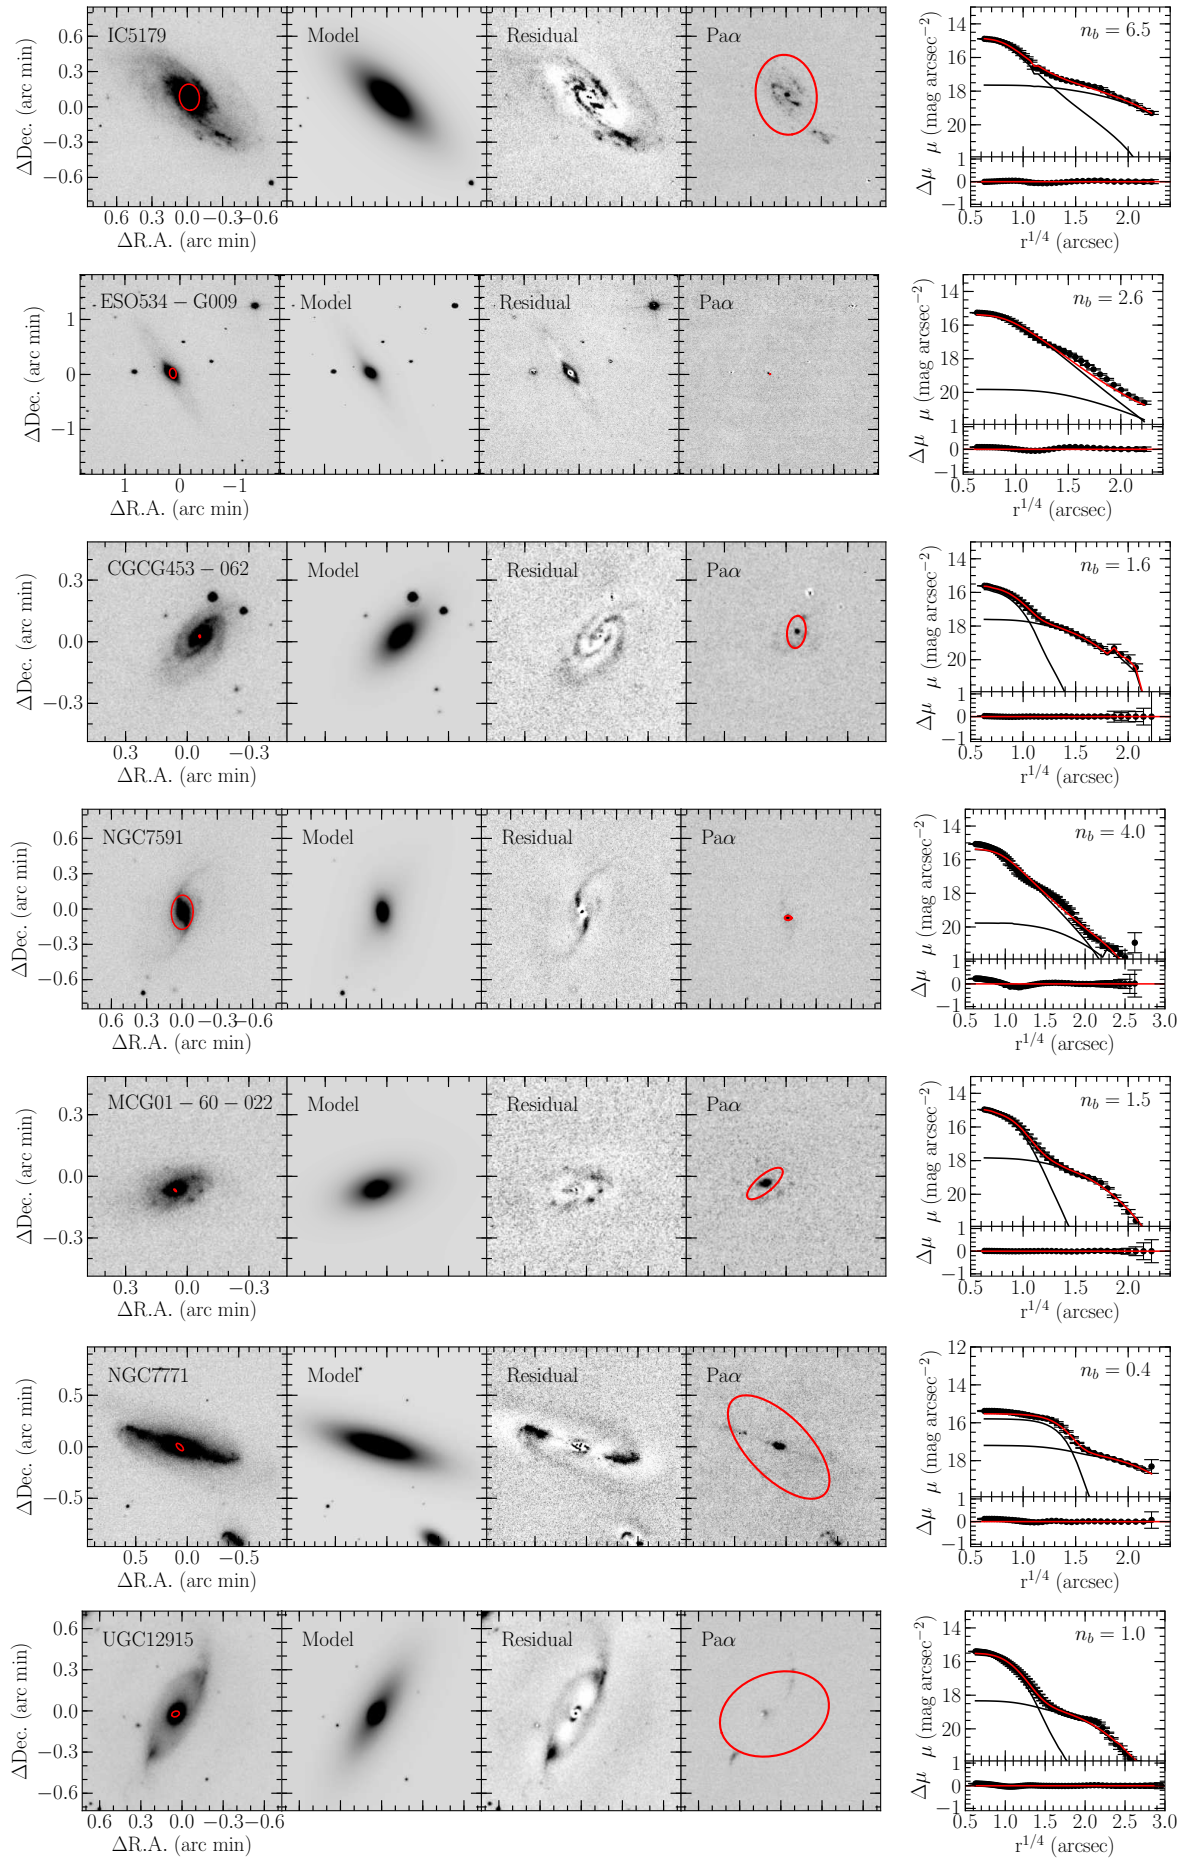 IC5179
Model
Residual
Paα
n_b = 6.5
ΔDec. (arc min)
0.6
0.3
0.0
−0.3
−0.6
0.6 0.3 0.0 −0.3 −0.6
ΔR.A. (arc min)
μ (mag arcsec⁻²)
14
16
18
20
Δμ
1
0
−1
0.5 1.0 1.5 2.0
r^{1/4} (arcsec)
ESO534 − G009
Model
Residual
Paα
n_b = 2.6
ΔDec. (arc min)
1
0
−1
1 0 −1
ΔR.A. (arc min)
μ (mag arcsec⁻²)
14
16
18
20
Δμ
1
0
−1
0.5 1.0 1.5 2.0
r^{1/4} (arcsec)
CGCG453 − 062
Model
Residual
Paα
n_b = 1.6
ΔDec. (arc min)
0.3
0.0
−0.3
0.3 0.0 −0.3
ΔR.A. (arc min)
μ (mag arcsec⁻²)
14
16
18
20
Δμ
1
0
−1
0.5 1.0 1.5 2.0
r^{1/4} (arcsec)
NGC7591
Model
Residual
Paα
n_b = 4.0
ΔDec. (arc min)
0.6
0.3
0.0
−0.3
−0.6
0.6 0.3 0.0 −0.3 −0.6
ΔR.A. (arc min)
μ (mag arcsec⁻²)
14
16
18
20
Δμ
1
0
−1
0.5 1.0 1.5 2.0 2.5 3.0
r^{1/4} (arcsec)
MCG01 − 60 − 022
Model
Residual
Paα
n_b = 1.5
ΔDec. (arc min)
0.3
0.0
−0.3
0.3 0.0 −0.3
ΔR.A. (arc min)
μ (mag arcsec⁻²)
14
16
18
20
Δμ
1
0
−1
0.5 1.0 1.5 2.0
r^{1/4} (arcsec)
NGC7771
Model
Residual
Paα
n_b = 0.4
ΔDec. (arc min)
0.5
0.0
−0.5
0.5 0.0 −0.5
ΔR.A. (arc min)
μ (mag arcsec⁻²)
12
14
16
18
Δμ
1
0
−1
0.5 1.0 1.5 2.0
r^{1/4} (arcsec)
UGC12915
Model
Residual
Paα
n_b = 1.0
ΔDec. (arc min)
0.6
0.3
0.0
−0.3
−0.6
0.6 0.3 0.0 −0.3 −0.6
ΔR.A. (arc min)
μ (mag arcsec⁻²)
14
16
18
19
1
Δμ
1
0
−1
0.5 1.0 1.5 2.0 2.5 3.0
r^{1/4} (arcsec)